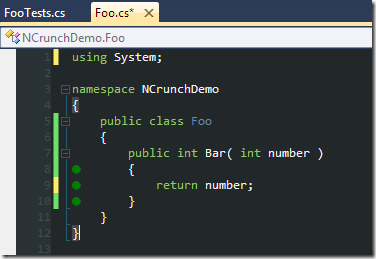 FooTests.cs Foo.cs*
NCrunchDemo.Foo
1 using System;
2
3 namespace NCrunchDemo
4 {
5 public class Foo
6 {
7 public int Bar( int number )
8 {
9 return number;
10 }
11 }
12 }
13